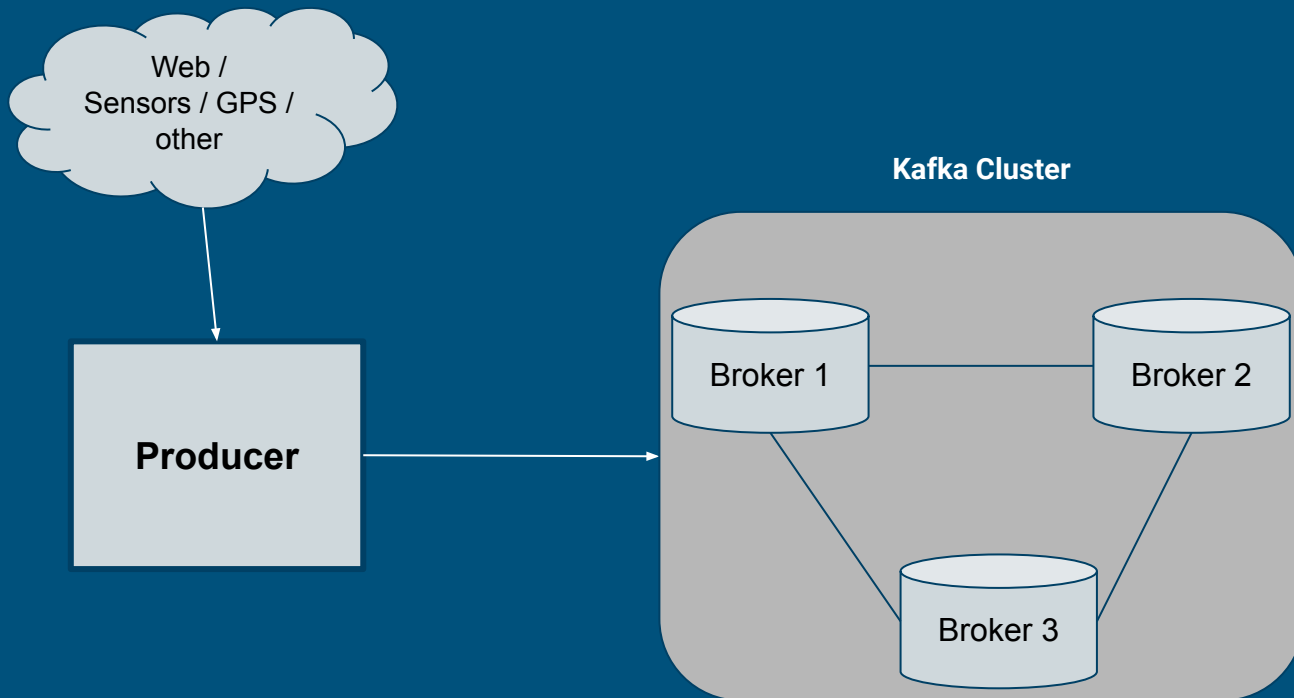 Web /
Sensors / GPS /
other
Kafka Cluster
Broker 1
Broker 2
Producer
Broker 3